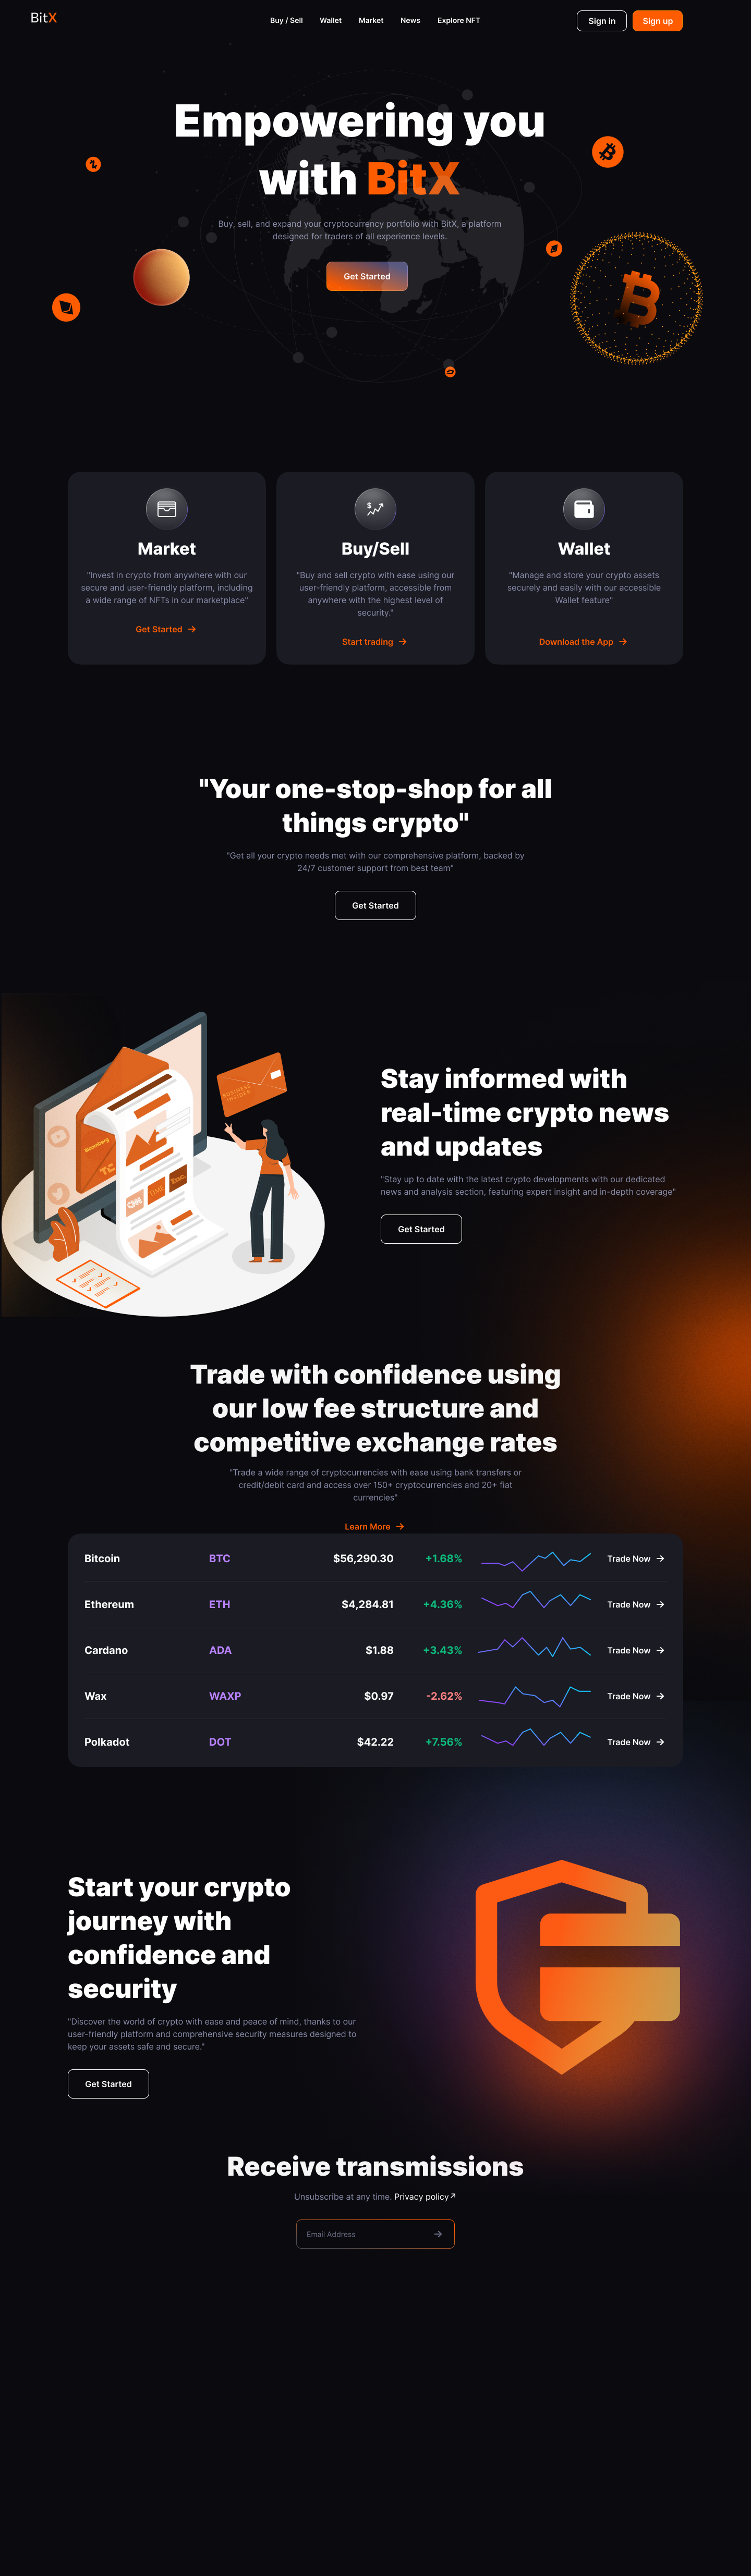 BitX
Buy / Sell
Wallet
Market
News
Explore NFT
Sign in
Sign up
Empowering you
with BitX
Buy, sell, and expand your cryptocurrency portfolio with BitX, a platform
designed for traders of all experience levels.
Get Started
Market
"Invest in crypto from anywhere with our
secure and user-friendly platform, including
a wide range of NFTs in our marketplace"
Get Started
Buy/Sell
"Buy and sell crypto with ease using our
user-friendly platform, accessible from
anywhere with the highest level of
security."
Start trading
Wallet
"Manage and store your crypto assets
securely and easily with our accessible
Wallet feature"
Download the App
"Your one-stop-shop for all
things crypto"
"Get all your crypto needs met with our comprehensive platform, backed by
24/7 customer support from best team"
Get Started
BUSINESS
INSIDER
Bloomberg
CNN
TIME
Stay informed with
real-time crypto news
and updates
"Stay up to date with the latest crypto developments with our dedicated
news and analysis section, featuring expert insight and in-depth coverage"
Get Started
Trade with confidence using
our low fee structure and
competitive exchange rates
"Trade a wide range of cryptocurrencies with ease using bank transfers or
credit/debit card and access over 150+ cryptocurrencies and 20+ fiat
currencies"
Learn More
Bitcoin BTC $56,290.30 +1.68% Trade Now
Ethereum ETH $4,284.81 +4.36% Trade Now
Cardano ADA $1.88 +3.43% Trade Now
Wax WAXP $0.97 -2.62% Trade Now
Polkadot DOT $42.22 +7.56% Trade Now
Start your crypto
journey with
confidence and
security
"Discover the world of crypto with ease and peace of mind, thanks to our
user-friendly platform and comprehensive security measures designed to
keep your assets safe and secure."
Get Started
Receive transmissions
Unsubscribe at any time. Privacy policy
Email Address